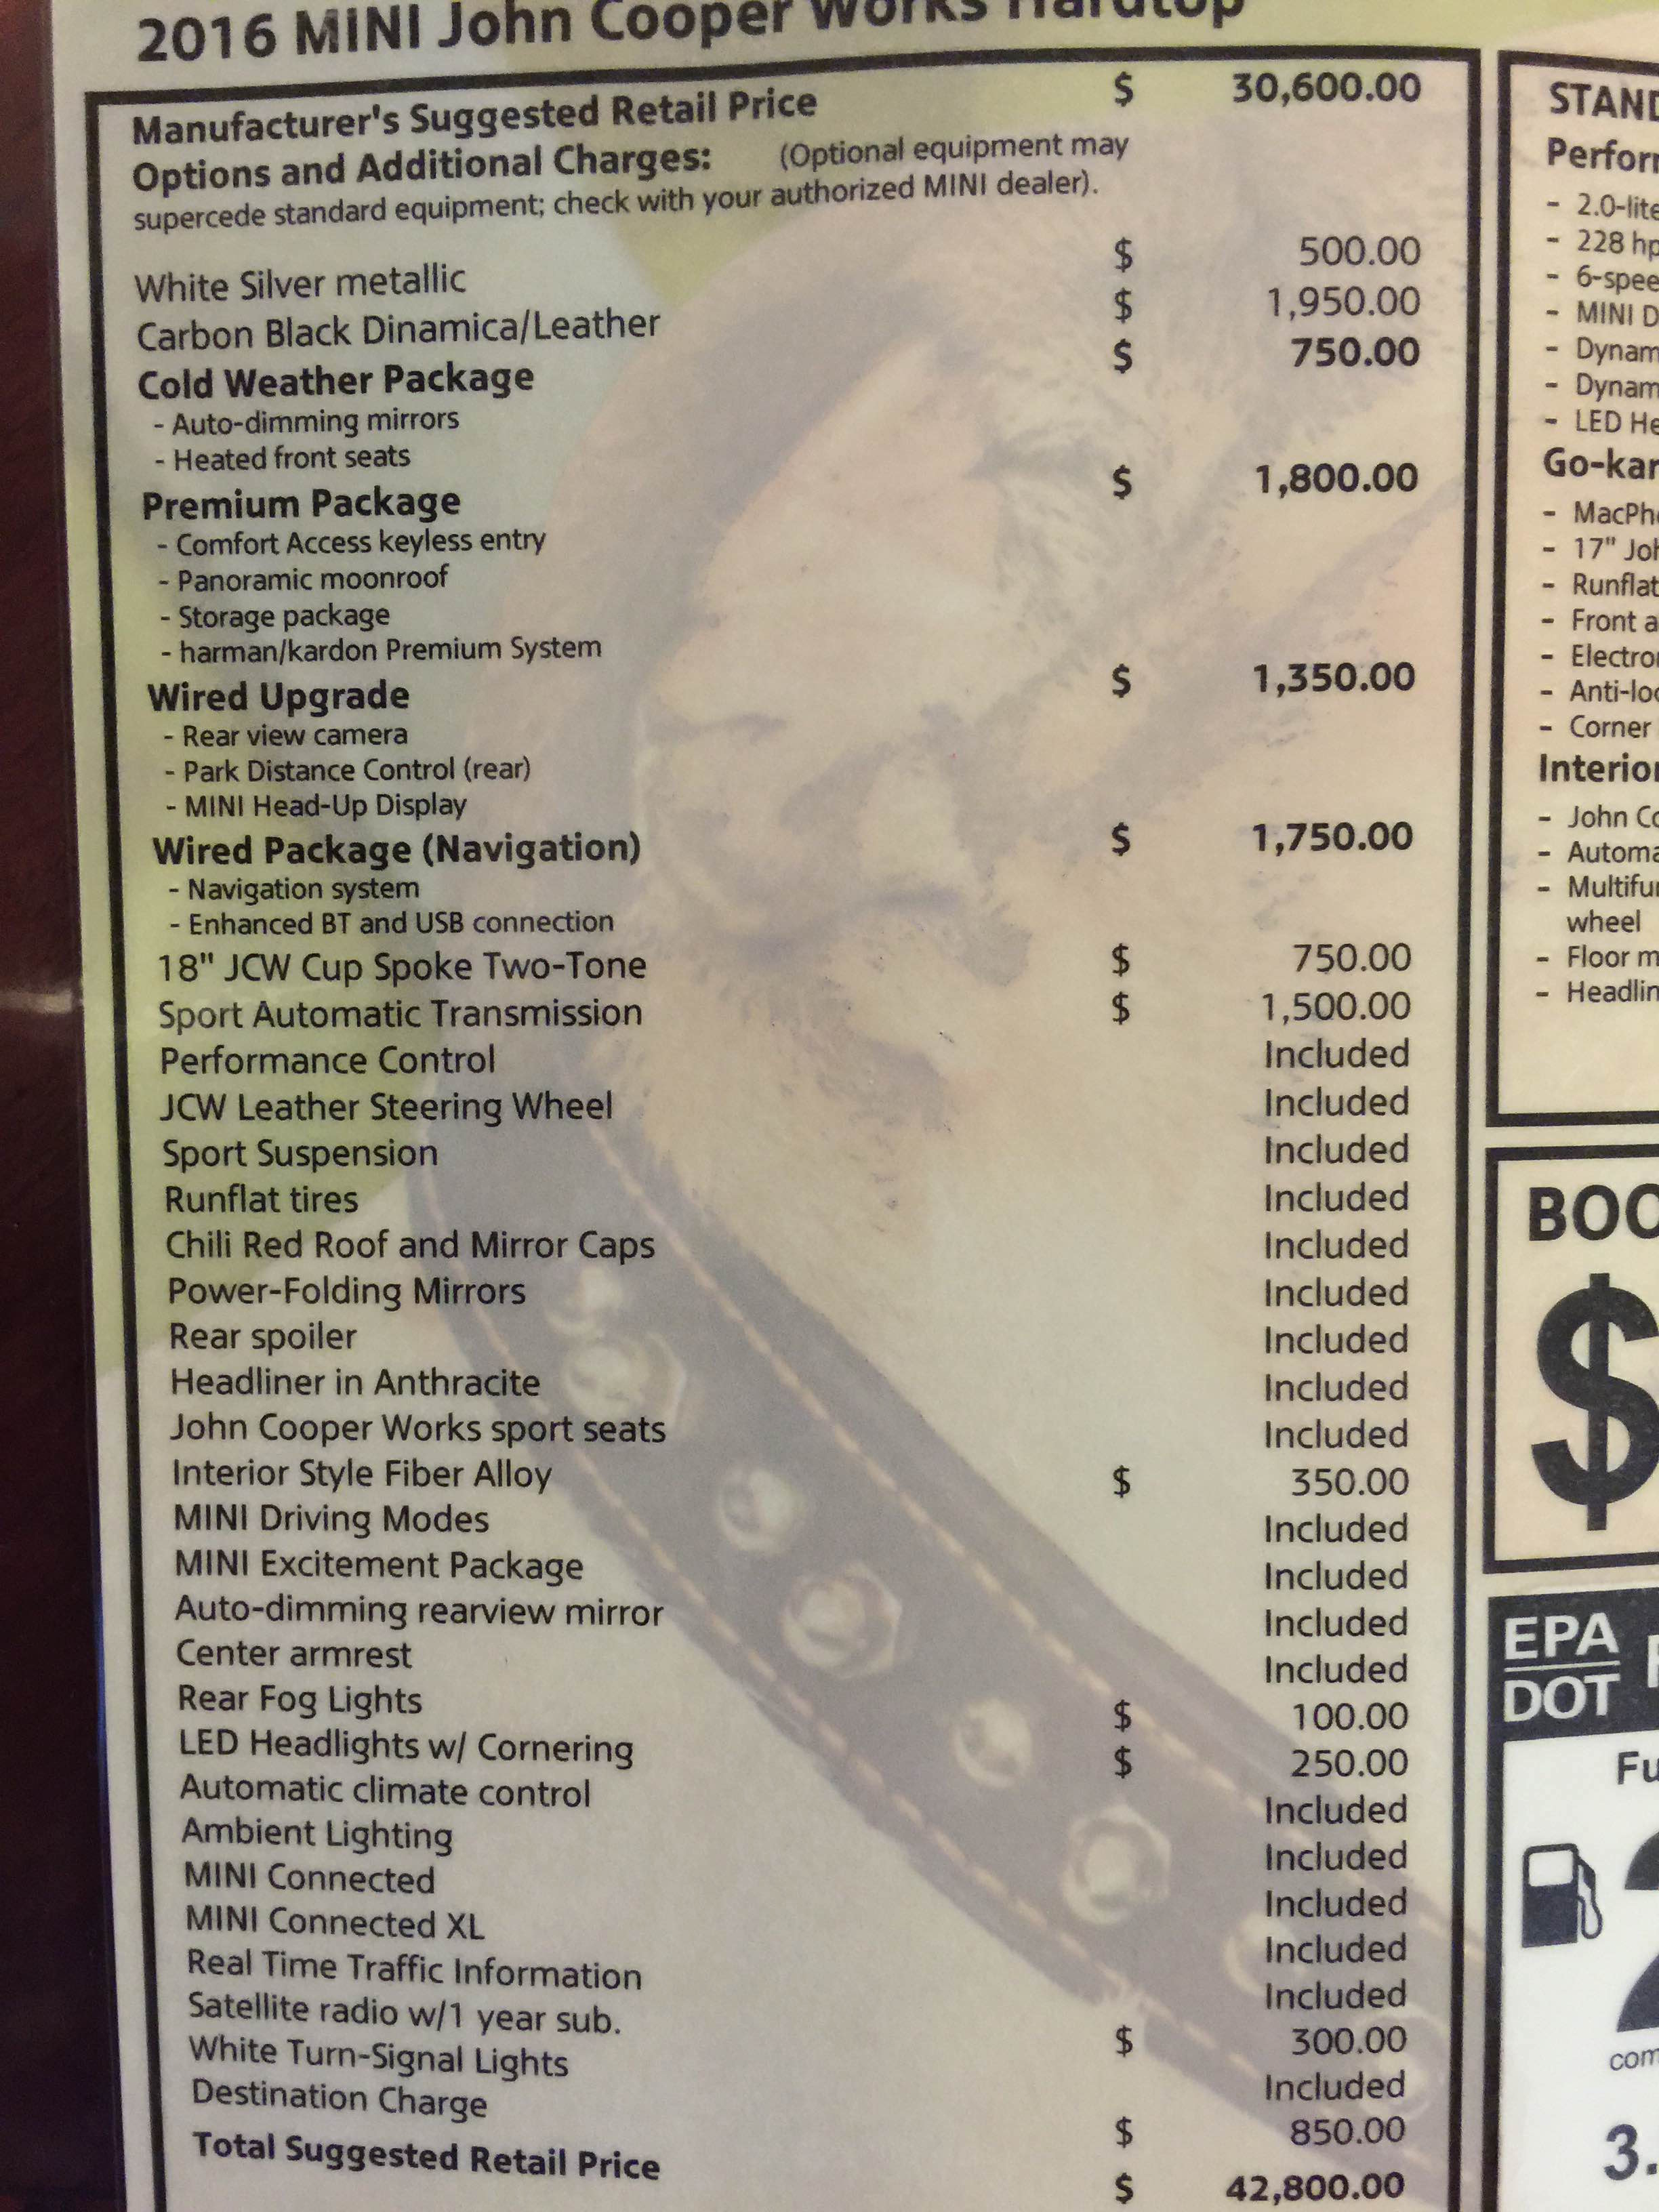 2016 MINI John Cooper Works Hardtop
Manufacturer's Suggested Retail Price $ 30,600.00
Options and Additional Charges: (Optional equipment may
supercede standard equipment; check with your authorized MINI dealer).
White Silver metallic $ 500.00
Carbon Black Dinamica/Leather $ 1,950.00
Cold Weather Package $ 750.00
- Auto-dimming mirrors
- Heated front seats
Premium Package $ 1,800.00
- Comfort Access keyless entry
- Panoramic moonroof
- Storage package
- harman/kardon Premium System
Wired Upgrade $ 1,350.00
- Rear view camera
- Park Distance Control (rear)
- MINI Head-Up Display
Wired Package (Navigation) $ 1,750.00
- Navigation system
- Enhanced BT and USB connection
18" JCW Cup Spoke Two-Tone $ 750.00
Sport Automatic Transmission $ 1,500.00
Performance Control Included
JCW Leather Steering Wheel Included
Sport Suspension Included
Runflat tires Included
Chili Red Roof and Mirror Caps Included
Power-Folding Mirrors Included
Rear spoiler Included
Headliner in Anthracite Included
John Cooper Works sport seats Included
Interior Style Fiber Alloy $ 350.00
MINI Driving Modes Included
MINI Excitement Package Included
Auto-dimming rearview mirror Included
Center armrest Included
Rear Fog Lights $ 100.00
LED Headlights w/ Cornering $ 250.00
Automatic climate control Included
Ambient Lighting Included
MINI Connected Included
MINI Connected XL Included
Real Time Traffic Information Included
Satellite radio w/1 year sub. $ 300.00
White Turn-Signal Lights Included
Destination Charge $ 850.00
Total Suggested Retail Price $ 42,800.00
STAND
Perforr
- 2.0-lite
- 228 hp
- 6-spee
- MINI D
- Dynam
- Dynam
- LED He
Go-kar
- MacPh
- 17" Joh
- Runflat
- Front a
- Electro
- Anti-loc
- Corner
Interior
- John Co
- Automa
- Multifu
wheel
- Floor m
- Headlin
BOO
$
EPA
DOT
Fu
2
com
3.